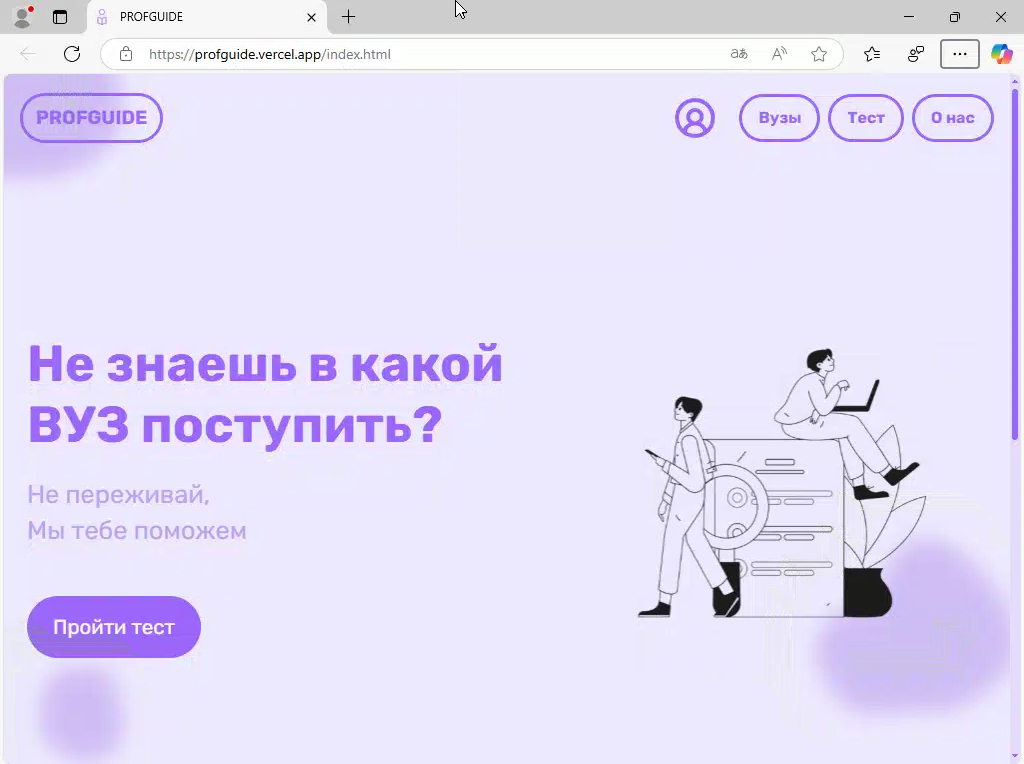 PROFGUIDE
https://profguide.vercel.app/index.html
PROFGUIDE
Вузы
Тест
О нас
Не знаешь в какой
ВУЗ поступить?
Не переживай,
Мы тебе поможем
Пройти тест